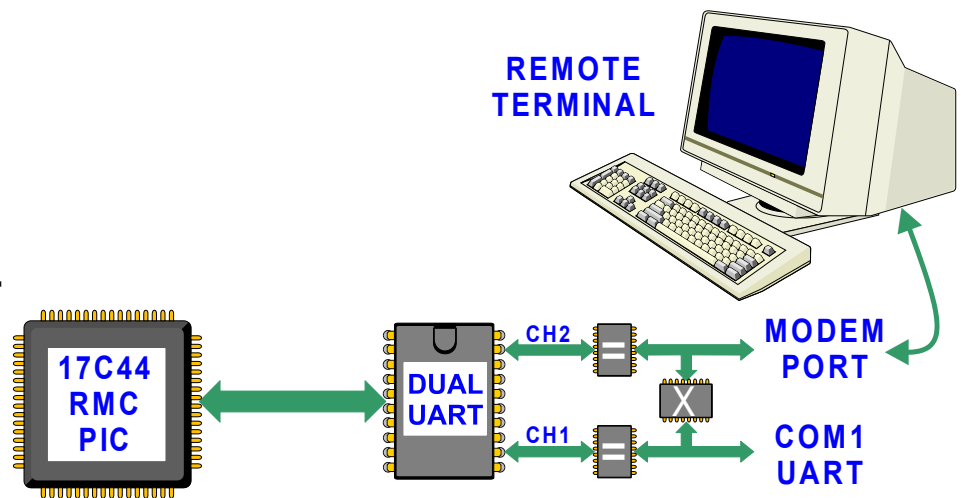 REMOTE
TERMINAL
17C44
RMC
PIC
DUAL
UART
CH2
=
MODEM
PORT
X
CH1
=
COM1
UART